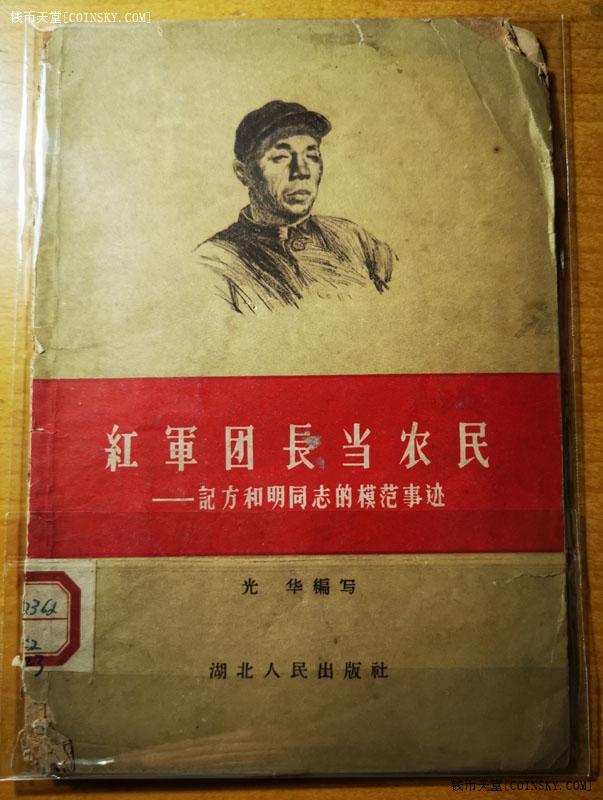 钱币天堂[COINSKY.COM]
紅軍团長当农民
——記方和明同志的模范事迹
光 华編写
湖北人民出版社
钱币天堂[COINSKY.COM]